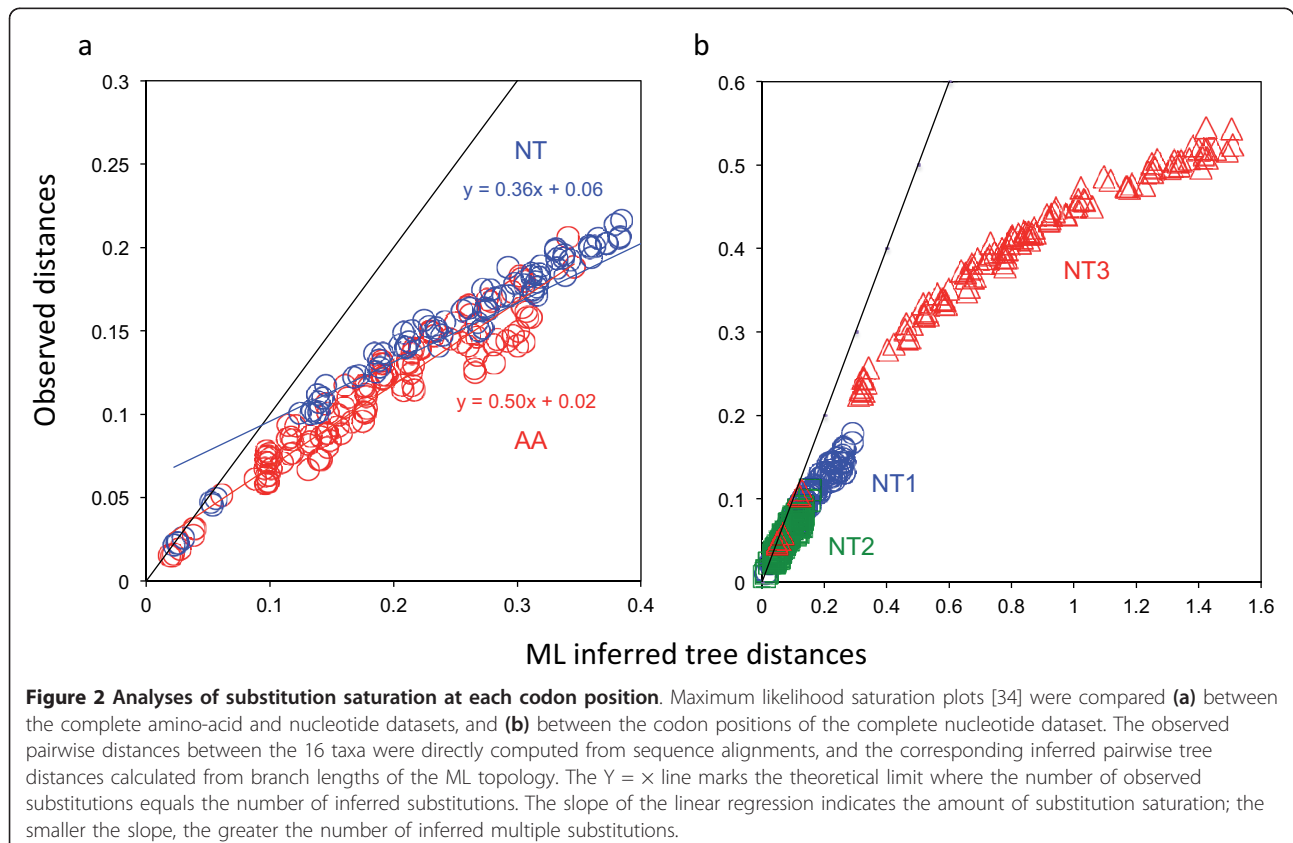 a
b
0.3
0.25
0.2
0.15
0.1
0.05
0
0
0.1
0.2
0.3
0.4
NT
y = 0.36x + 0.06
y = 0.50x + 0.02
AA
Observed distances
0.6
0.5
0.4
0.3
0.2
0.1
0
0
0.2
0.4
0.6
0.8
1
1.2
1.4
1.6
NT3
NT1
NT2
ML inferred tree distances
Figure 2 Analyses of substitution saturation at each codon position. Maximum likelihood saturation plots [34] were compared (a) between
the complete amino-acid and nucleotide datasets, and (b) between the codon positions of the complete nucleotide dataset. The observed
pairwise distances between the 16 taxa were directly computed from sequence alignments, and the corresponding inferred pairwise tree
distances calculated from branch lengths of the ML topology. The Y = × line marks the theoretical limit where the number of observed
substitutions equals the number of inferred substitutions. The slope of the linear regression indicates the amount of substitution saturation; the
smaller the slope, the greater the number of inferred multiple substitutions.